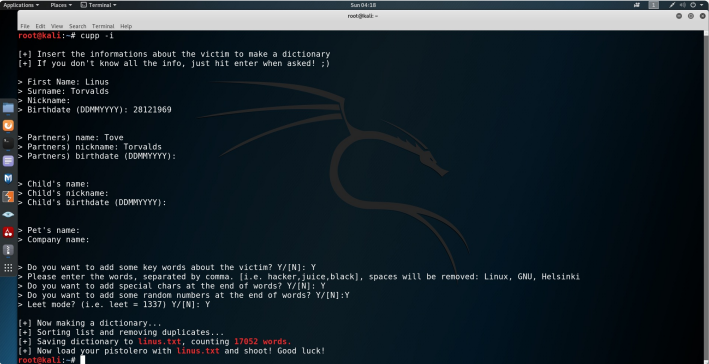 Applications Places Terminal Sun 04:18 1
root@kali: ~
File Edit View Search Terminal Help
root@kali:~# cupp -i
[+] Insert the informations about the victim to make a dictionary
[+] If you don't know all the info, just hit enter when asked! ;)
> First Name: Linus
> Surname: Torvalds
> Nickname:
> Birthdate (DDMMYYYY): 28121969
> Partners) name: Tove
> Partners) nickname: Torvalds
> Partners) birthdate (DDMMYYYY):
> Child's name:
> Child's nickname:
> Child's birthdate (DDMMYYYY):
> Pet's name:
> Company name:
> Do you want to add some key words about the victim? Y/[N]: Y
> Please enter the words, separated by comma. [i.e. hacker,juice,black], spaces will be removed: Linux, GNU, Helsinki
> Do you want to add special chars at the end of words? Y/[N]: Y
> Do you want to add some random numbers at the end of words? Y/[N]:Y
> Leet mode? (i.e. leet = 1337) Y/[N]: Y
[+] Now making a dictionary...
[+] Sorting list and removing duplicates...
[+] Saving dictionary to linus.txt, counting 17052 words.
[+] Now load your pistolero with linus.txt and shoot! Good luck!
root@kali:~#